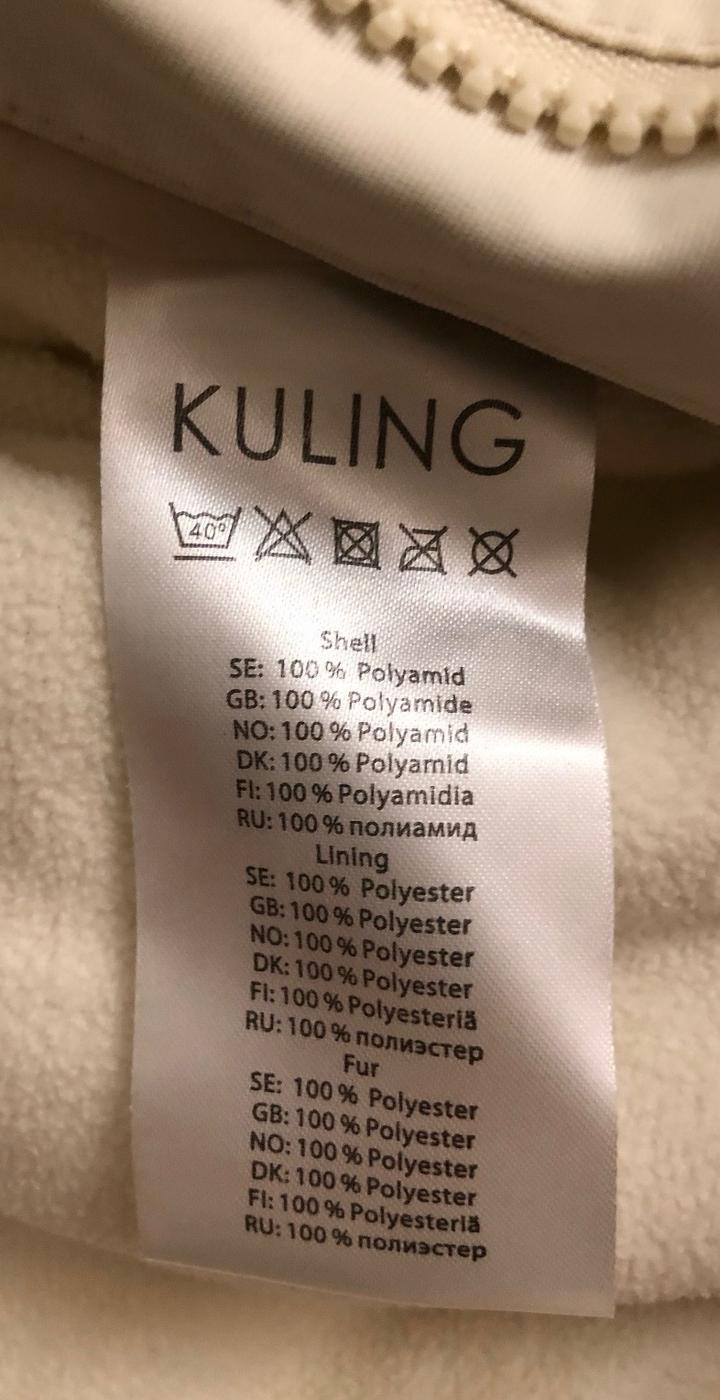 KULING
40°
Shell
SE: 100 % Polyamid
GB: 100 % Polyamide
NO: 100 % Polyamid
DK: 100 % Polyamid
FI: 100 % Polyamidia
RU: 100 % полиамид
Lining
SE: 100 % Polyester
GB: 100 % Polyester
NO: 100 % Polyester
DK: 100 % Polyester
FI: 100 % Polyesteriä
RU: 100 % полиэстер
Fur
SE: 100 % Polyester
GB: 100 % Polyester
NO: 100 % Polyester
DK: 100 % Polyester
FI: 100 % Polyesteriä
RU: 100 % полиэстер